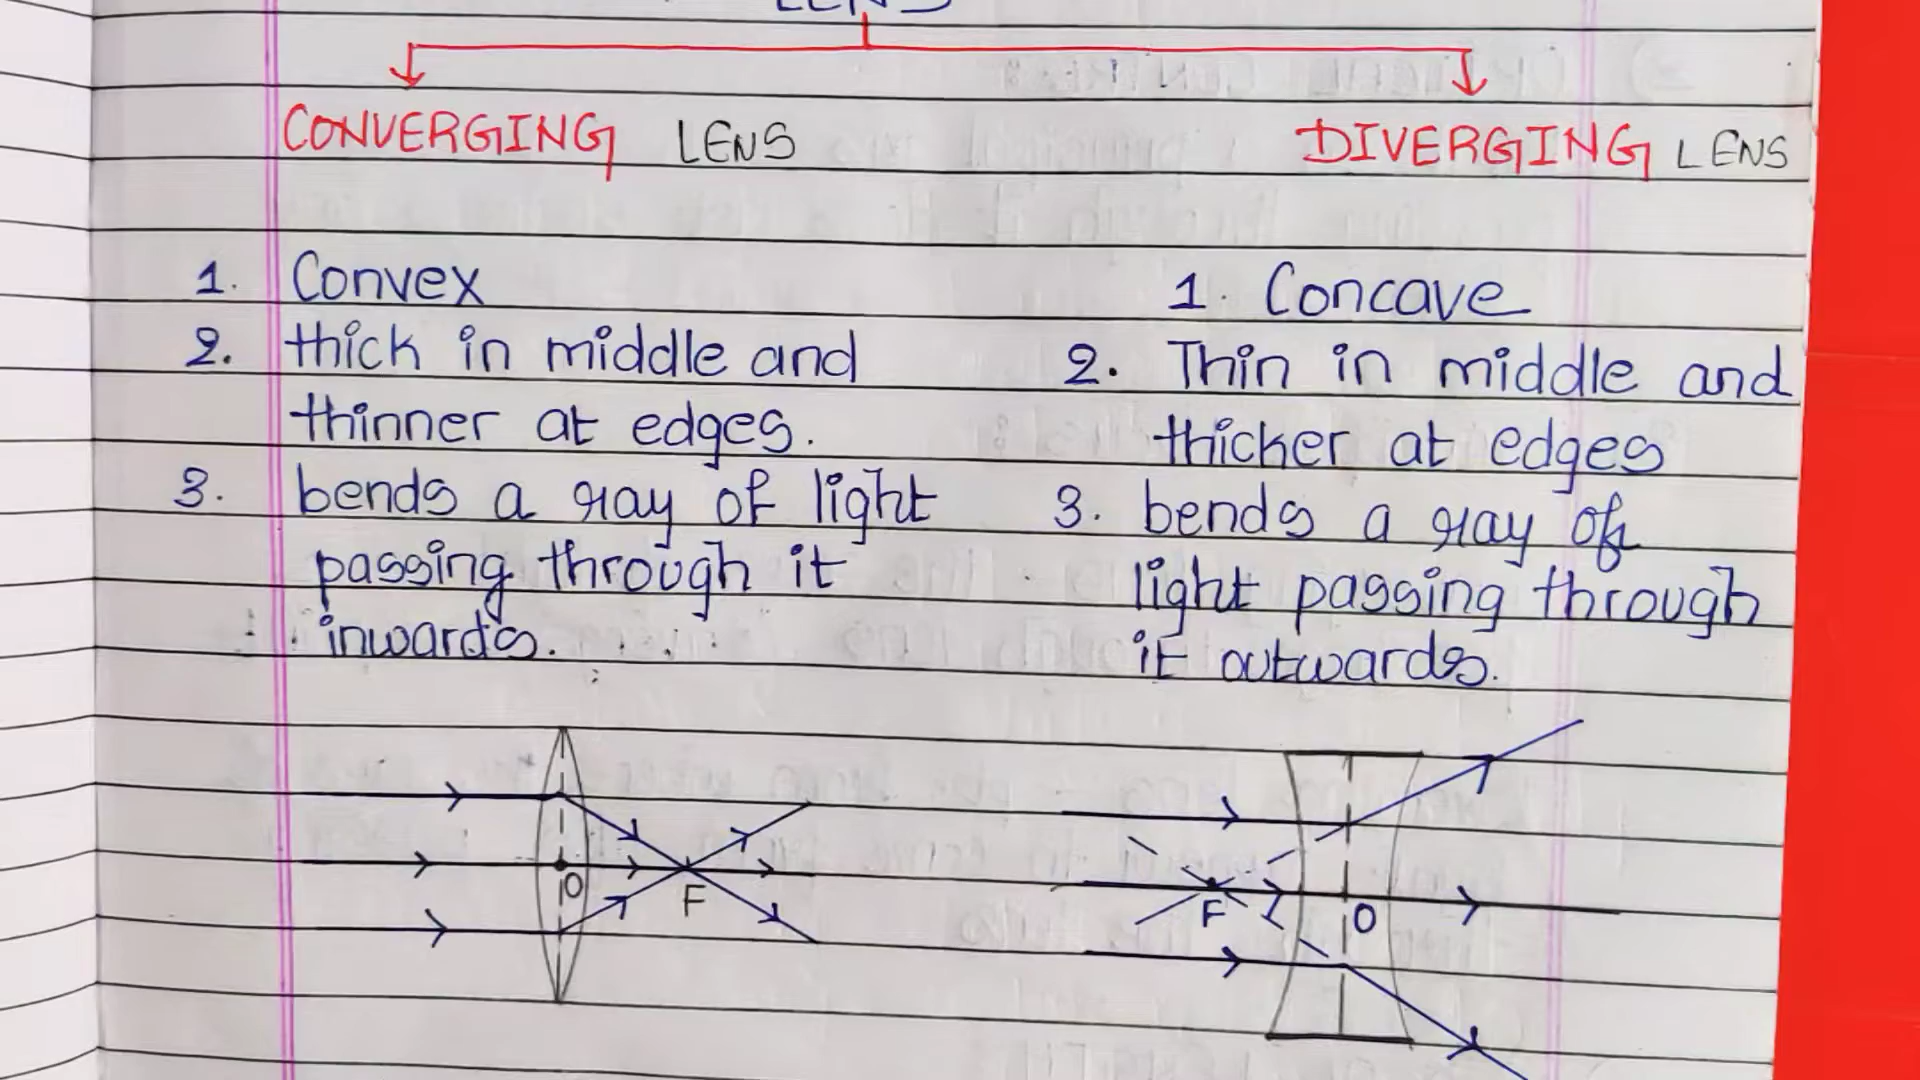 LENS
CONVERGING LENS
DIVERGING LENS
1. Convex
2. thick in middle and
thinner at edges.
3. bends a ray of light
passing through it
inwards.
1. Concave
2. Thin in middle and
thicker at edges
3. bends a ray of
light passing through
it outwards.
O
F
F
O